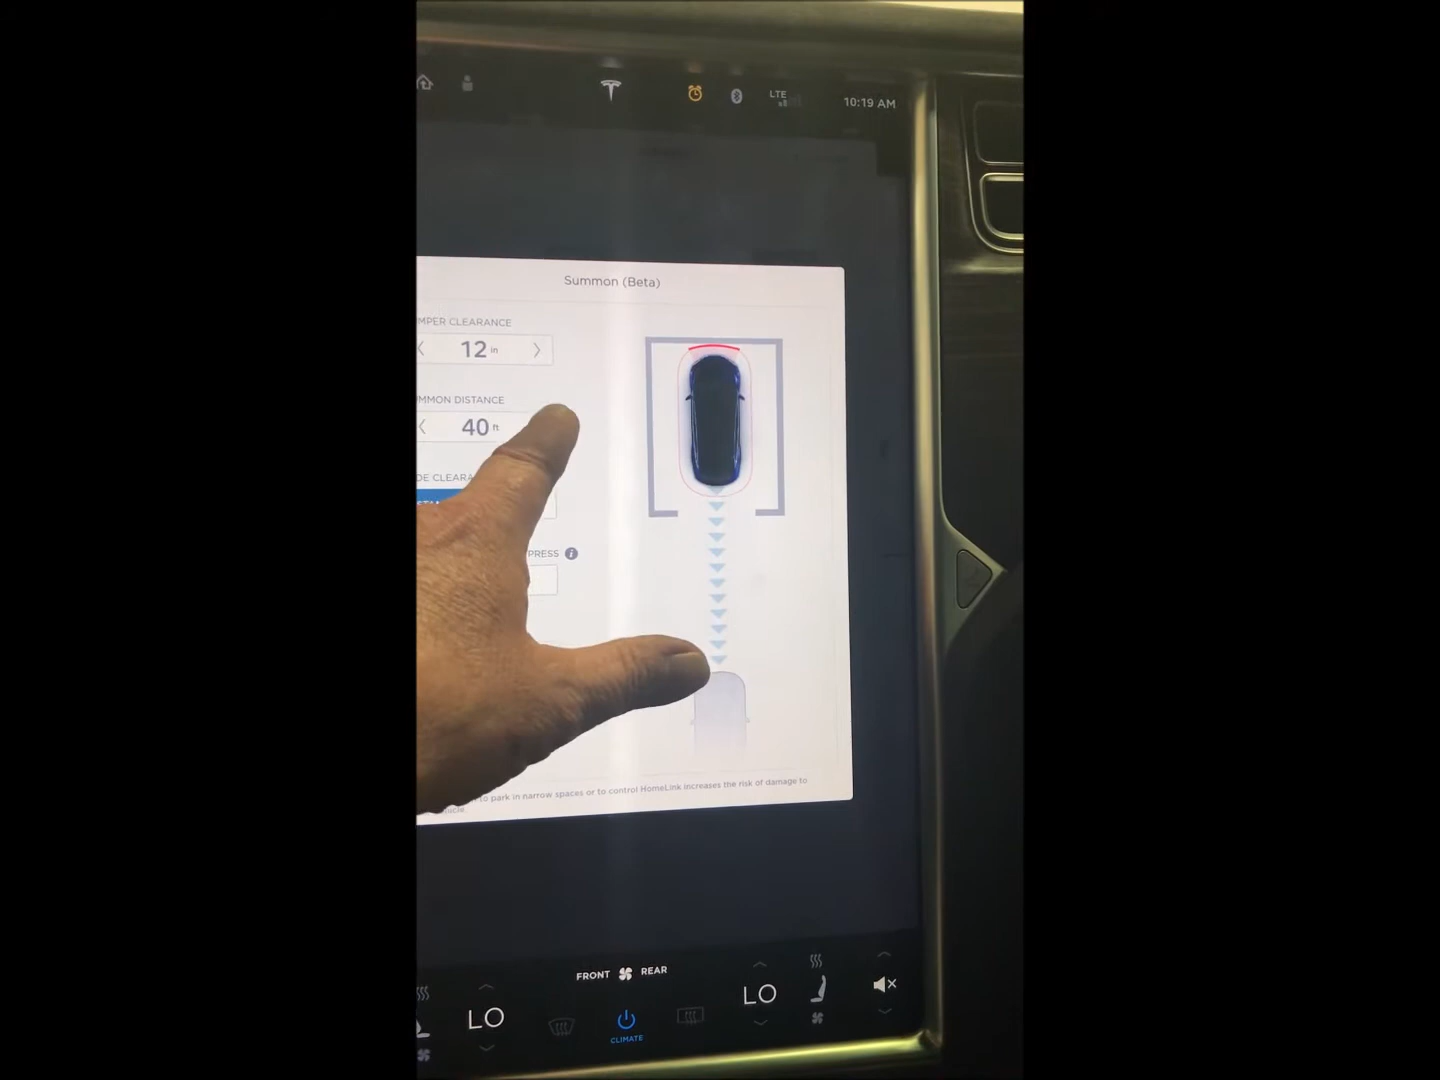 LTE
10:19 AM
Summon (Beta)
MPER CLEARANCE
12 in
MMON DISTANCE
40 ft
DE CLEARA
PRESS i
to park in narrow spaces or to control HomeLink increases the risk of damage to
FRONT REAR
LO
LO
CLIMATE